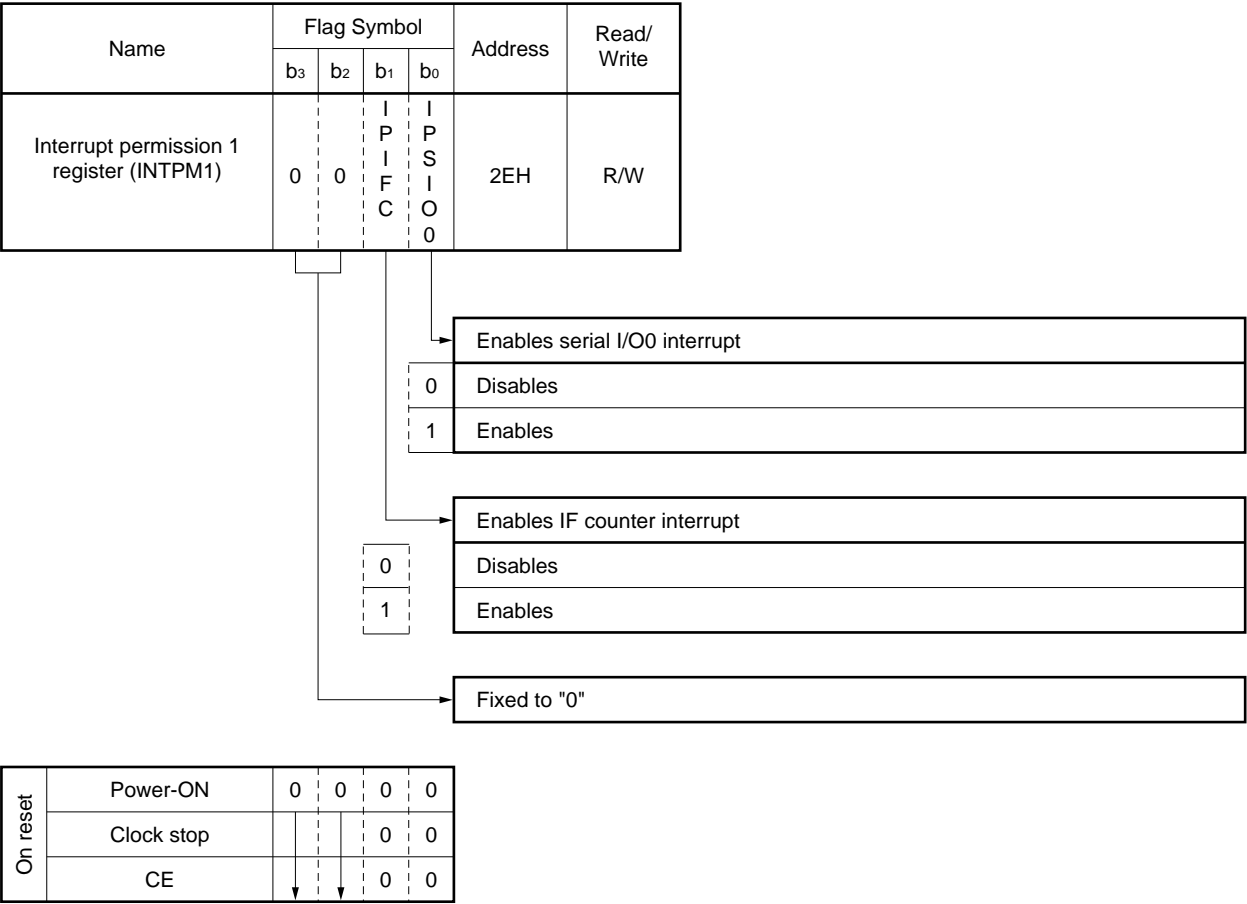 Name Flag Symbol Address Read/
Write
b3 b2 b1 b0
Interrupt permission 1
register (INTPM1)
0 0 IPIFC IPSIO0 2EH R/W
Enables serial I/O0 interrupt
0 Disables
1 Enables
Enables IF counter interrupt
0 Disables
1 Enables
Fixed to "0"
On reset
Power-ON 0 0 0 0
Clock stop 0 0
CE 0 0